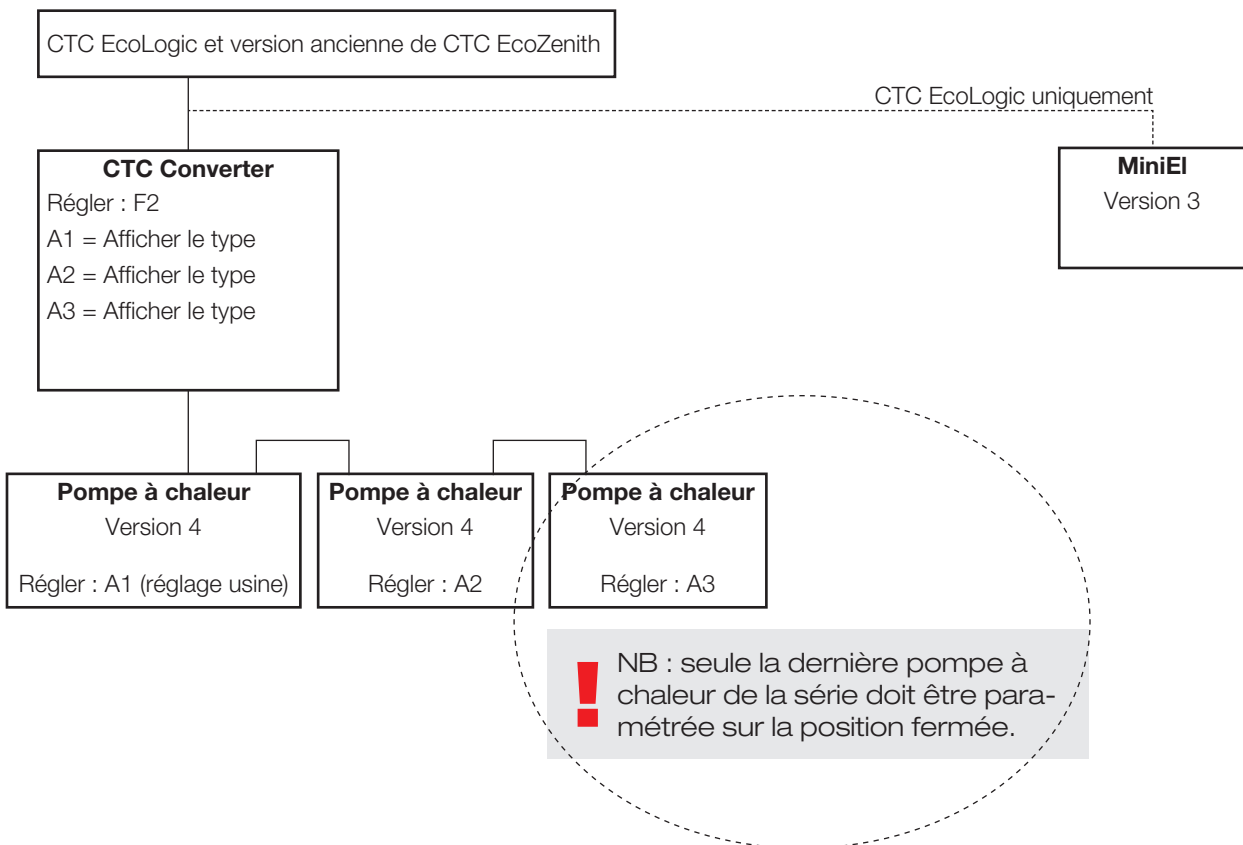 CTC EcoLogic et version ancienne de CTC EcoZenith
CTC EcoLogic uniquement
CTC Converter
Régler : F2
A1 = Afficher le type
A2 = Afficher le type
A3 = Afficher le type
MiniEl
Version 3
Pompe à chaleur
Version 4
Régler : A1 (réglage usine)
Pompe à chaleur
Version 4
Régler : A2
Pompe à chaleur
Version 4
Régler : A3
! NB : seule la dernière pompe à
chaleur de la série doit être para-
métrée sur la position fermée.